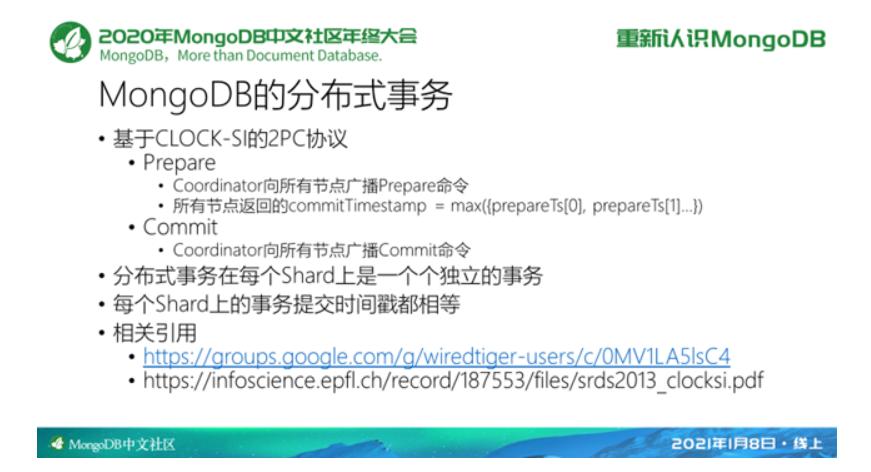 2020年MongoDB中文社区年终大会
MongoDB，More than Document Database.
重新认识MongoDB
MongoDB的分布式事务
• 基于CLOCK-SI的2PC协议
• Prepare
• Coordinator向所有节点广播Prepare命令
• 所有节点返回的commitTimestamp = max({prepareTs[0], prepareTs[1]...})
• Commit
• Coordinator向所有节点广播Commit命令
• 分布式事务在每个Shard上是一个个独立的事务
• 每个Shard上的事务提交时间戳都相等
• 相关引用
• https://groups.google.com/g/wiredtiger-users/c/0MV1LA5lsC4
• https://infoscience.epfl.ch/record/187553/files/srds2013_clocksi.pdf
MongoDB中文社区
2021年1月8日·线上